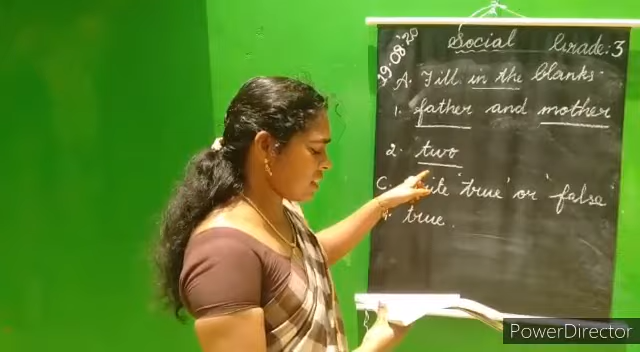 19·08·'20
Social Grade:3
A. Fill in the blanks.
1. father and mother
2. two
C. 'true' or 'false'
true.
PowerDirector